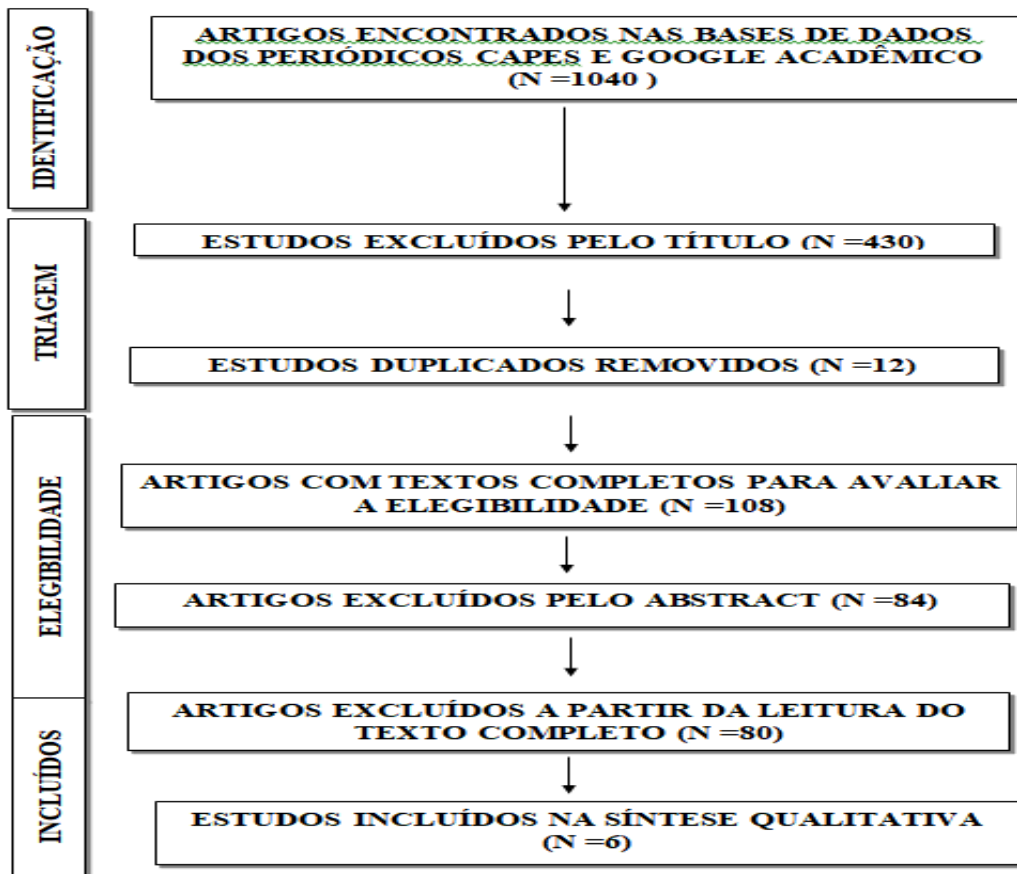 IDENTIFICAÇÃO
ARTIGOS ENCONTRADOS NAS BASES DE DADOS
DOS PERIÓDICOS CAPES E GOOGLE ACADÊMICO
(N =1040 )
TRIAGEM
ESTUDOS EXCLUÍDOS PELO TÍTULO (N =430)
ESTUDOS DUPLICADOS REMOVIDOS (N =12)
ELEGIBILIDADE
ARTIGOS COM TEXTOS COMPLETOS PARA AVALIAR
A ELEGIBILIDADE (N =108)
ARTIGOS EXCLUÍDOS PELO ABSTRACT (N =84)
INCLUÍDOS
ARTIGOS EXCLUÍDOS A PARTIR DA LEITURA DO
TEXTO COMPLETO (N =80)
ESTUDOS INCLUÍDOS NA SÍNTESE QUALITATIVA
(N =6)